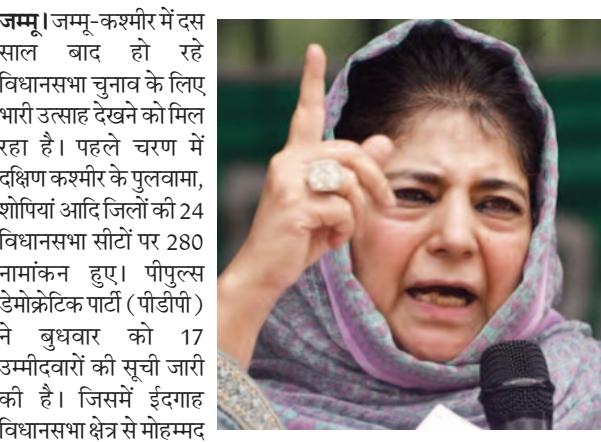 जम्मू। जम्मू-कश्मीर में दस
साल बाद हो रहे
विधानसभा चुनाव के लिए
भारी उत्साह देखने को मिल
रहा है। पहले चरण में
दक्षिण कश्मीर के पुलवामा,
शोपियां आदि जिलों की 24
विधानसभा सीटों पर 280
नामांकन हुए। पीपुल्स
डेमोक्रेटिक पार्टी (पीडीपी)
ने बुधवार को 17
उम्मीदवारों की सूची जारी
की है। जिसमें ईदगाह
विधानसभा क्षेत्र से मोहम्मद